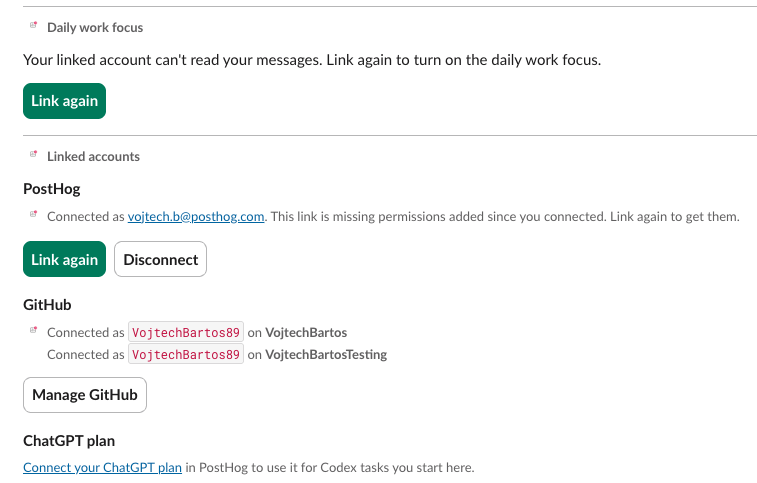 Daily work focus
Your linked account can't read your messages. Link again to turn on the daily work focus.
Link again
Linked accounts
PostHog
Connected as vojtech.b@posthog.com. This link is missing permissions added since you connected. Link again to get them.
Link again Disconnect
GitHub
Connected as VojtechBartos89 on VojtechBartos
Connected as VojtechBartos89 on VojtechBartosTesting
Manage GitHub
ChatGPT plan
Connect your ChatGPT plan in PostHog to use it for Codex tasks you start here.